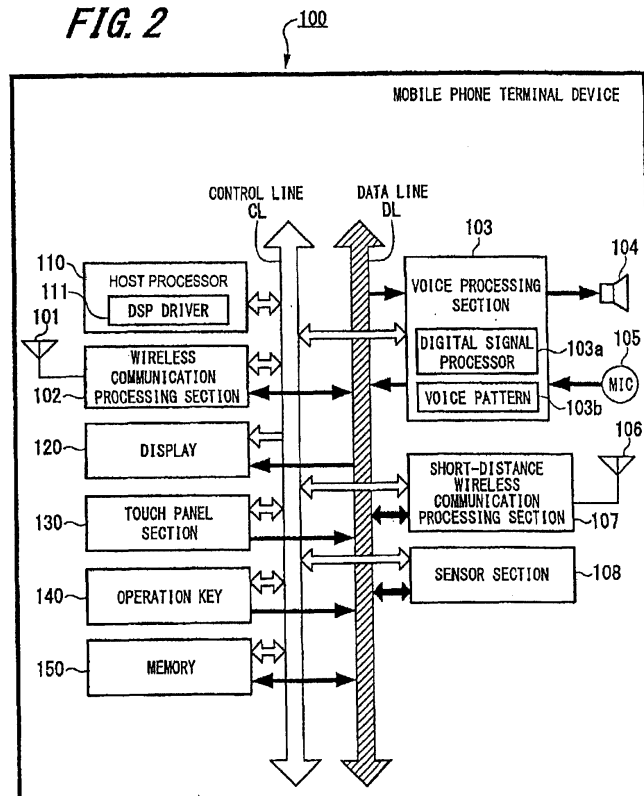 FIG. 2
100
MOBILE PHONE TERMINAL DEVICE
CONTROL LINE
CL
DATA LINE
DL
110
HOST PROCESSOR
111
DSP DRIVER
101
WIRELESS
COMMUNICATION
PROCESSING SECTION
102
120
DISPLAY
130
TOUCH PANEL
SECTION
140
OPERATION KEY
150
MEMORY
103
VOICE PROCESSING
SECTION
104
DIGITAL SIGNAL
PROCESSOR
103a
VOICE PATTERN
103b
105
MIC
106
SHORT-DISTANCE
WIRELESS
COMMUNICATION
PROCESSING SECTION
107
SENSOR SECTION
108